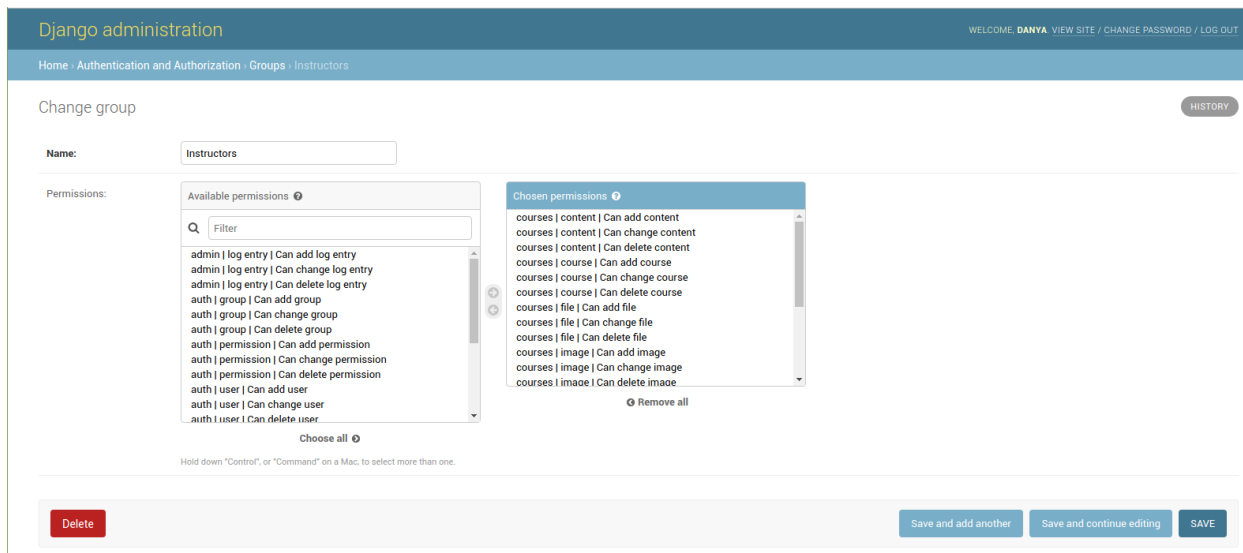 Django administration
WELCOME, DANYA. VIEW SITE / CHANGE PASSWORD / LOG OUT
Home › Authentication and Authorization › Groups › Instructors
Change group
HISTORY
Name:
Instructors
Permissions:
Available permissions
Filter
admin | log entry | Can add log entry
admin | log entry | Can change log entry
admin | log entry | Can delete log entry
auth | group | Can add group
auth | group | Can change group
auth | group | Can delete group
auth | permission | Can add permission
auth | permission | Can change permission
auth | permission | Can delete permission
auth | user | Can add user
auth | user | Can change user
auth | user | Can delete user
Choose all
Hold down "Control", or "Command" on a Mac, to select more than one.
Chosen permissions
courses | content | Can add content
courses | content | Can change content
courses | content | Can delete content
courses | course | Can add course
courses | course | Can change course
courses | course | Can delete course
courses | file | Can add file
courses | file | Can change file
courses | file | Can delete file
courses | image | Can add image
courses | image | Can change image
courses | image | Can delete image
Remove all
Delete
Save and add another
Save and continue editing
SAVE